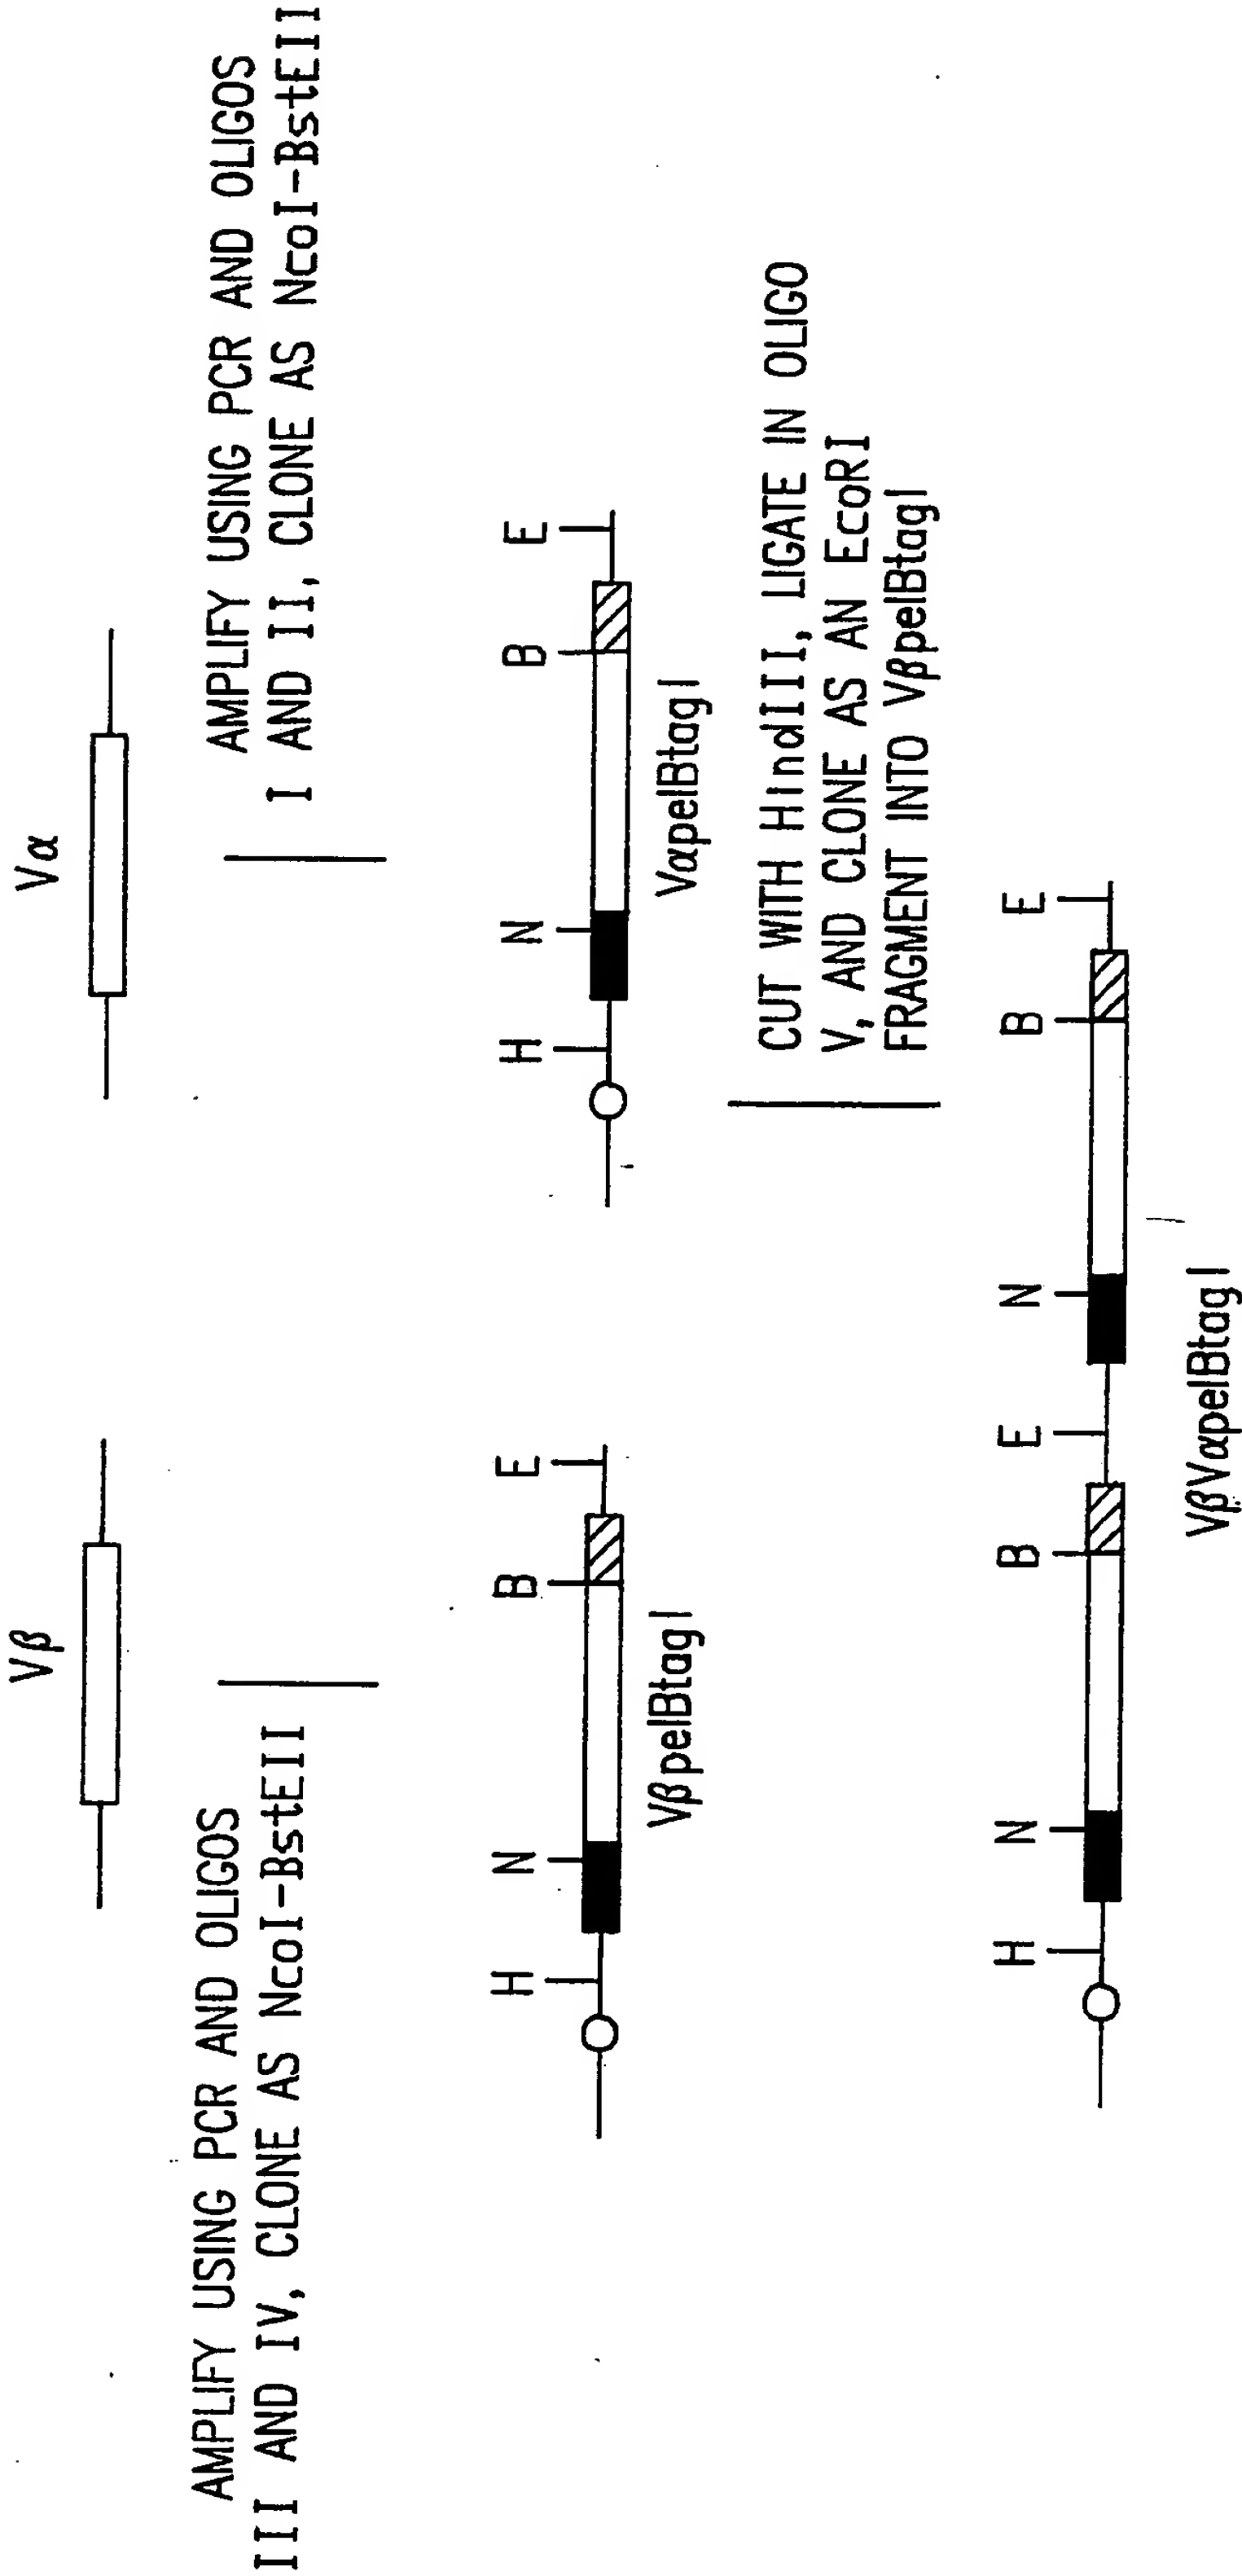 Vβ
Vα
AMPLIFY USING PCR AND OLIGOS
III AND IV, CLONE AS NcoI-BstEII
AMPLIFY USING PCR AND OLIGOS
I AND II, CLONE AS NcoI-BstEII
H N B E
VβpelBtagI
H N B E
VαpelBtagI
CUT WITH HindIII, LIGATE IN OLIGO
V, AND CLONE AS AN EcoRI
FRAGMENT INTO VβpelBtagI
H N B E N B E
VβVαpelBtagI